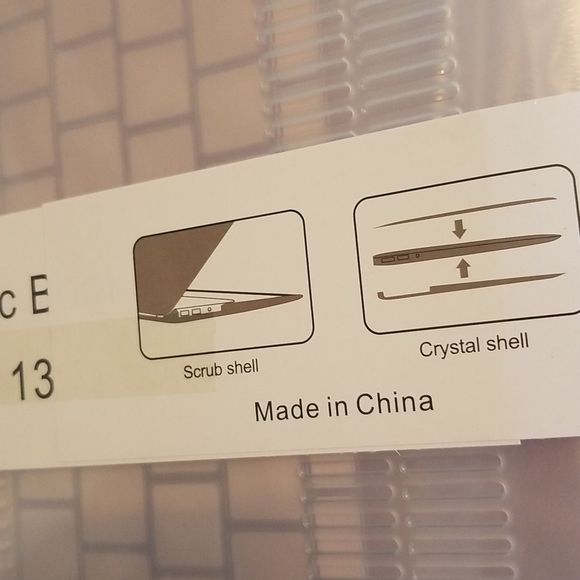 c E
13
Scrub shell
Crystal shell
Made in China